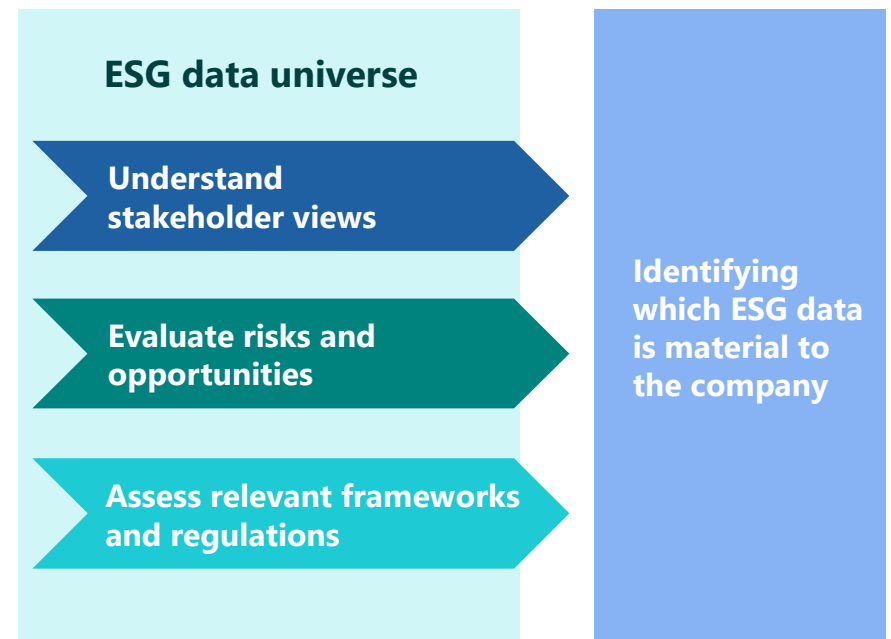 ESG data universe
Understand
stakeholder views
Evaluate risks and
opportunities
Assess relevant frameworks
and regulations
Identifying
which ESG data
is material to
the company